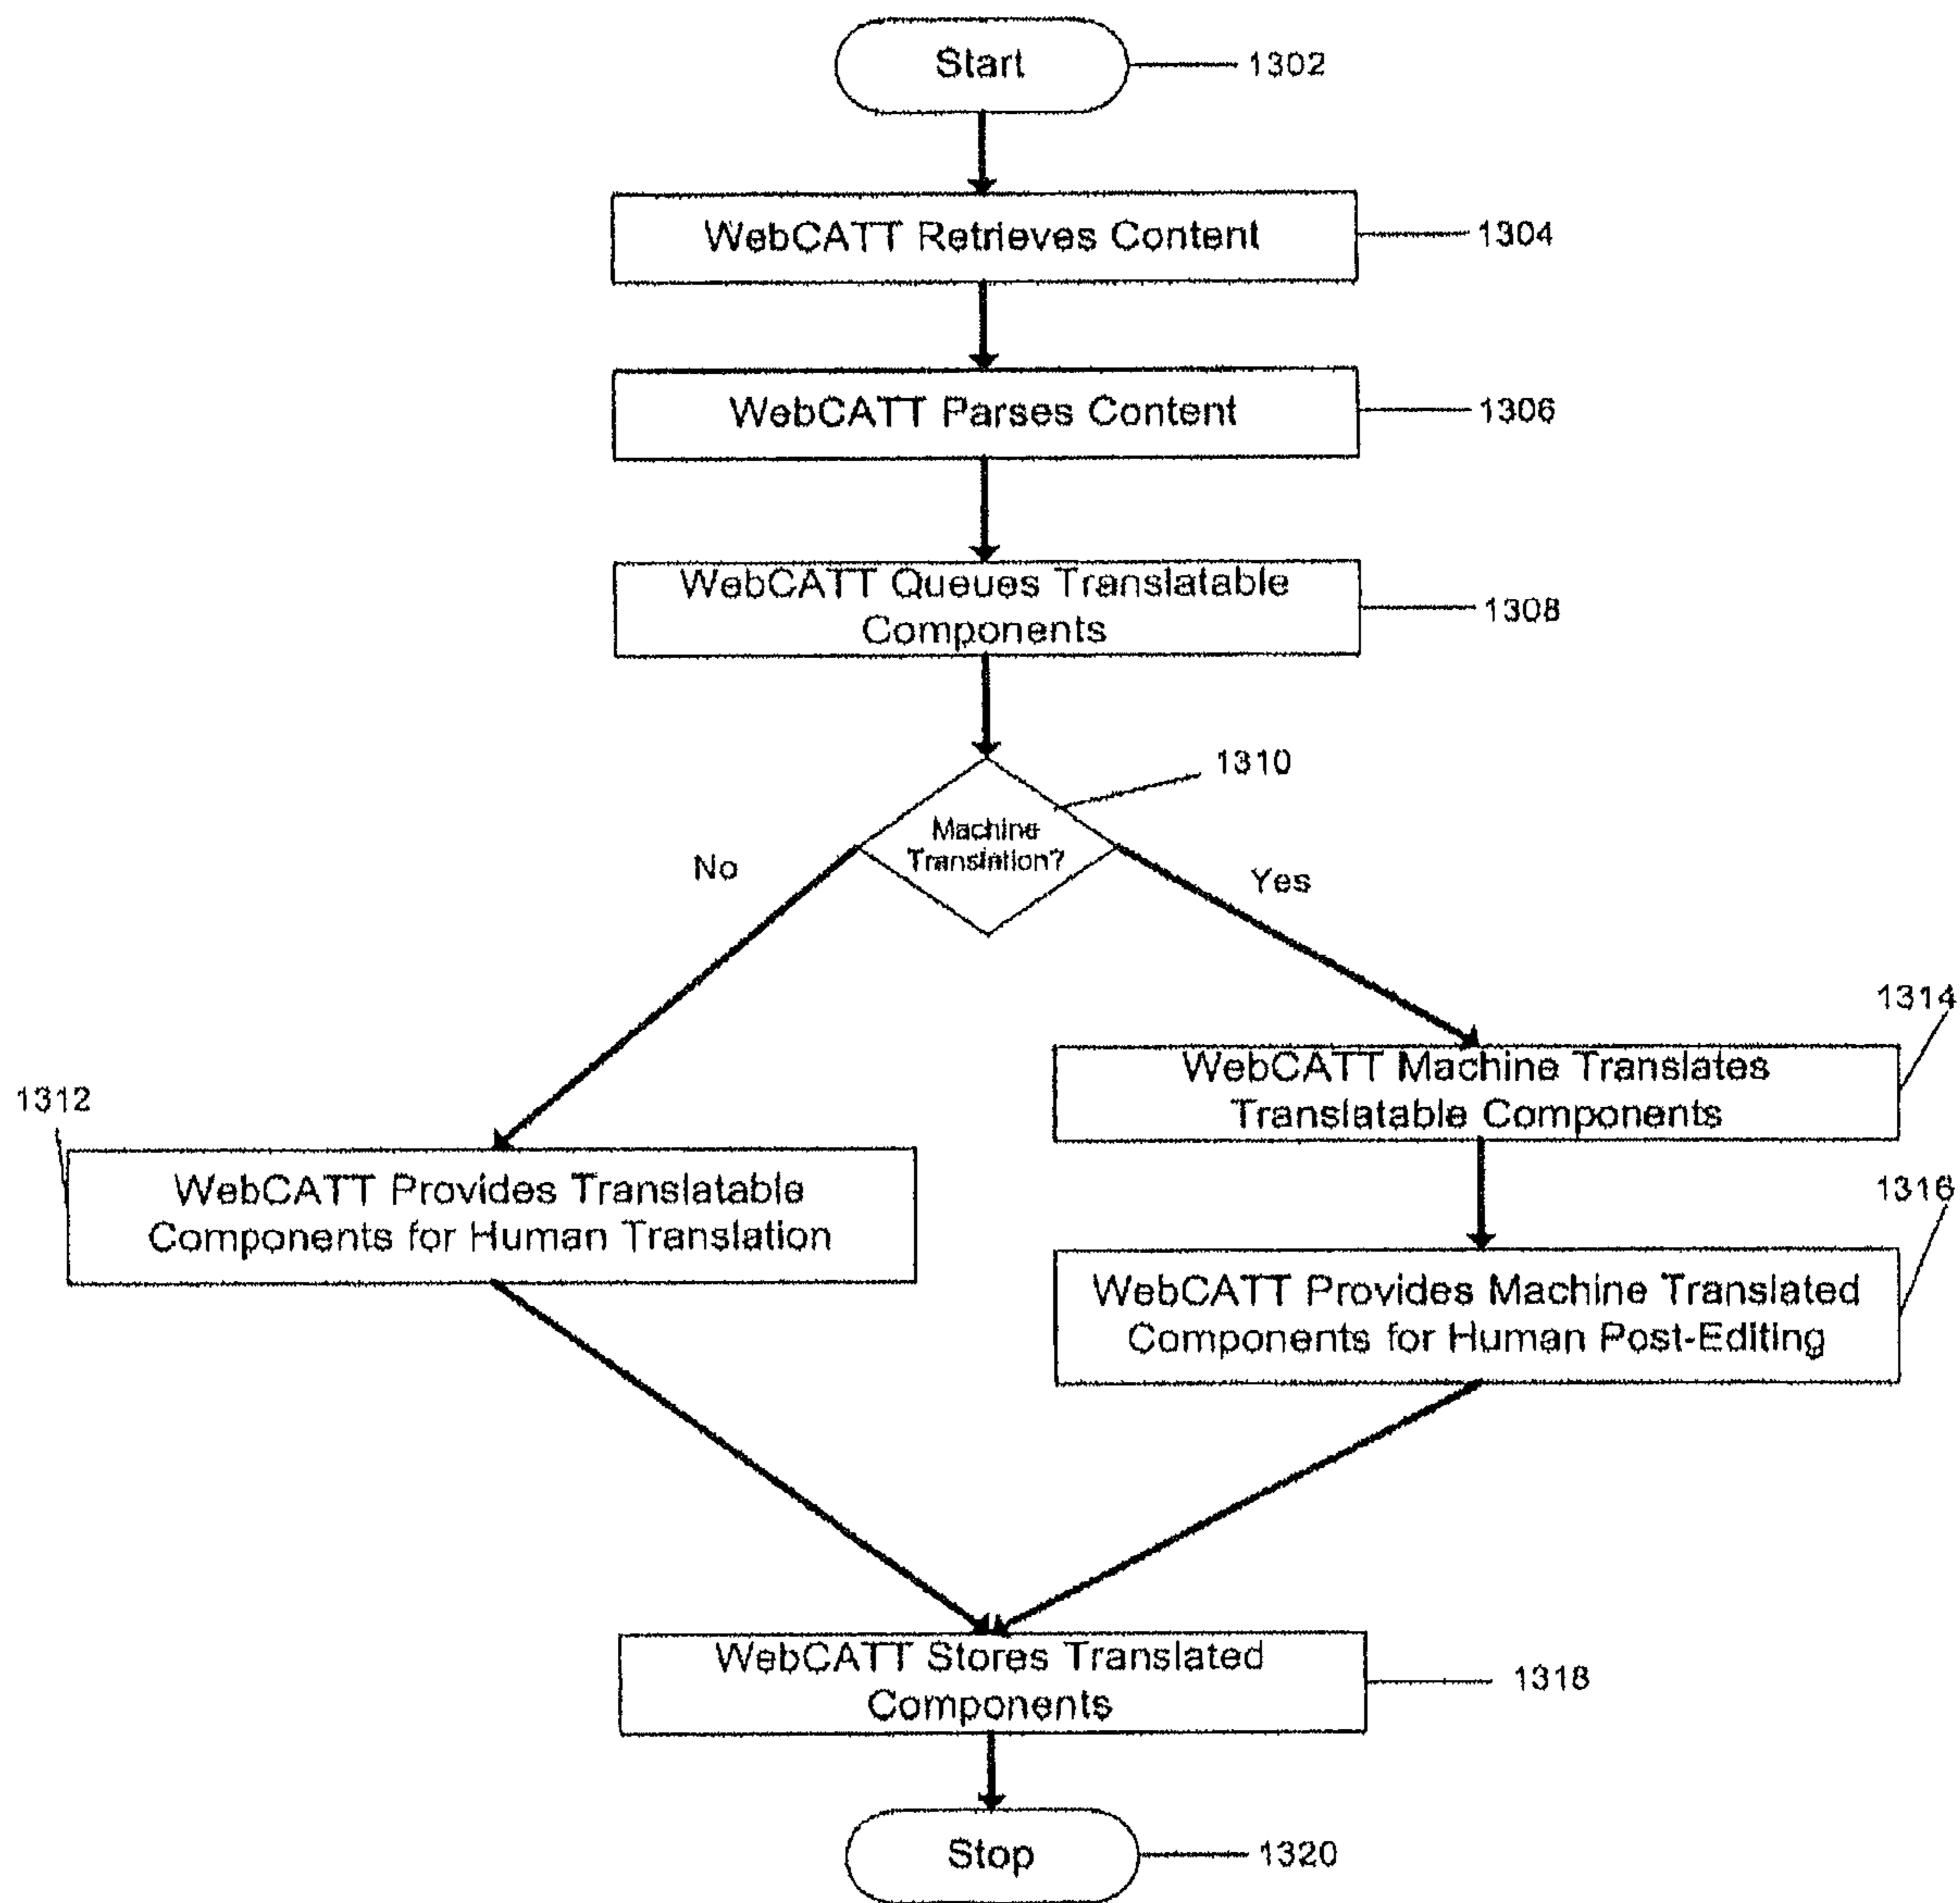 Start
1302
WebCATT Retrieves Content
1304
WebCATT Parses Content
1306
WebCATT Queues Translatable
Components
1308
1310
Machine
Translation?
No
Yes
1314
WebCATT Machine Translates
Translatable Components
1312
WebCATT Provides Translatable
Components for Human Translation
1316
WebCATT Provides Machine Translated
Components for Human Post-Editing
WebCATT Stores Translated
Components
1318
Stop
1320